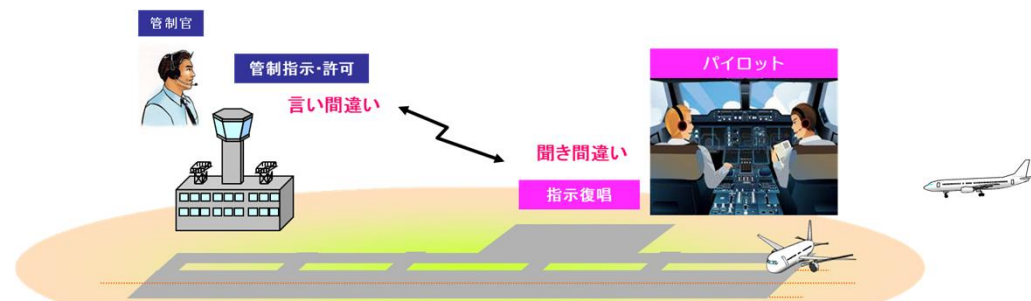 管制官
管制指示・許可
言い間違い
パイロット
聞き間違い
指示復唱